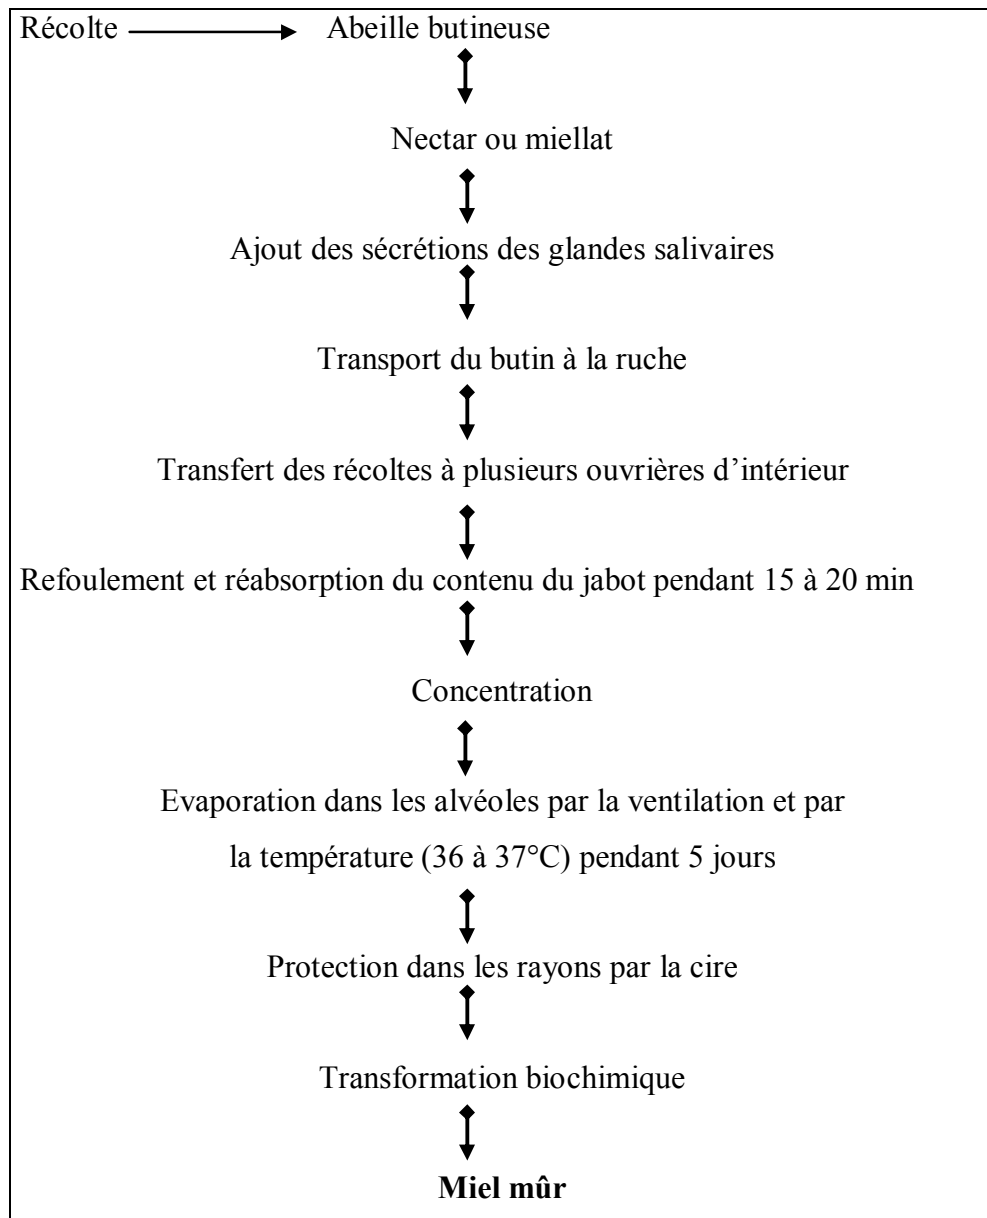 Récolte Abeille butineuse
Nectar ou miellat
Ajout des sécrétions des glandes salivaires
Transport du butin à la ruche
Transfert des récoltes à plusieurs ouvrières d’intérieur
Refoulement et réabsorption du contenu du jabot pendant 15 à 20 min
Concentration
Evaporation dans les alvéoles par la ventilation et par
la température (36 à 37°C) pendant 5 jours
Protection dans les rayons par la cire
Transformation biochimique
Miel mûr